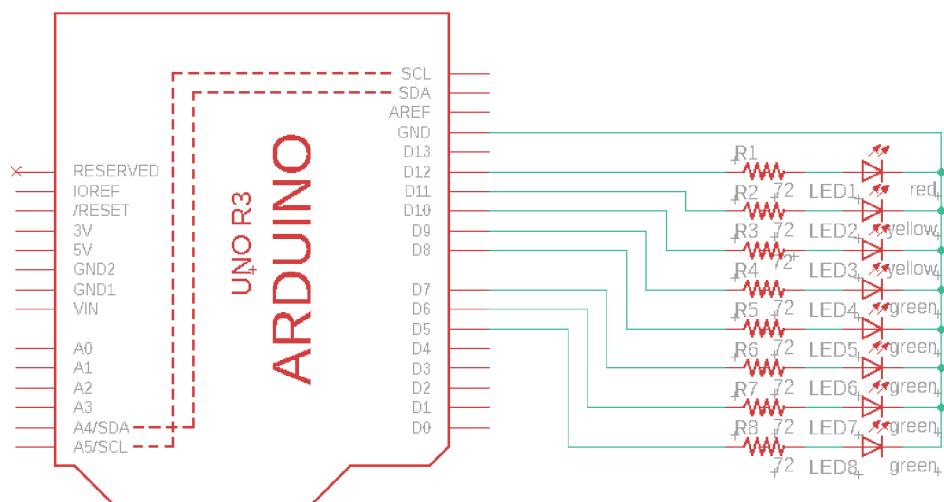 RESERVED
IOREF
/RESET
3V
5V
GND2
GND1
VIN
A0
A1
A2
A3
A4/SDA
A5/SCL
UNO R3
ARDUINO
SCL
SDA
AREF
GND
D13
D12
D11
D10
D9
D8
D7
D6
D5
D4
D3
D2
D1
D0
R1
72 LED1 red
R2
72 LED2 yellow
R3
72 LED3 yellow
R4
72 LED4 green
R5
72 LED5 green
R6
72 LED6 green
R7
72 LED7 green
R8
72 LED8 green